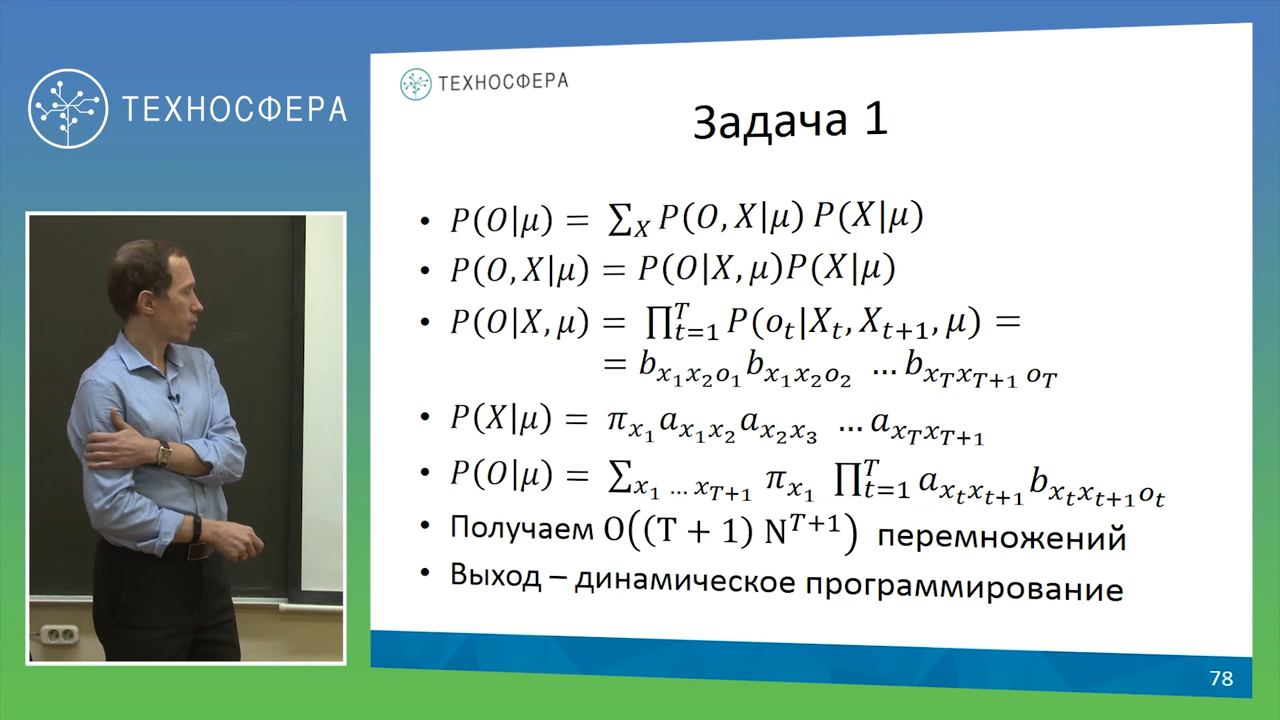 ТЕХНОСФЕРА
ТЕХНОСФЕРА
Задача 1
• P(O|μ) = ∑_X P(O, X|μ) P(X|μ)
• P(O, X|μ) = P(O|X, μ)P(X|μ)
• P(O|X, μ) = ∏_{t=1}^{T} P(o_t|X_t, X_{t+1}, μ) =
= b_{x_1x_2o_1} b_{x_1x_2o_2} … b_{x_Tx_{T+1} o_T}
• P(X|μ) = π_{x_1} a_{x_1x_2} a_{x_2x_3} … a_{x_Tx_{T+1}}
• P(O|μ) = ∑_{x_1 … x_{T+1}} π_{x_1} ∏_{t=1}^{T} a_{x_tx_{t+1}} b_{x_tx_{t+1}o_t}
• Получаем O((T + 1) N^{T+1}) перемножений
• Выход – динамическое программирование
78